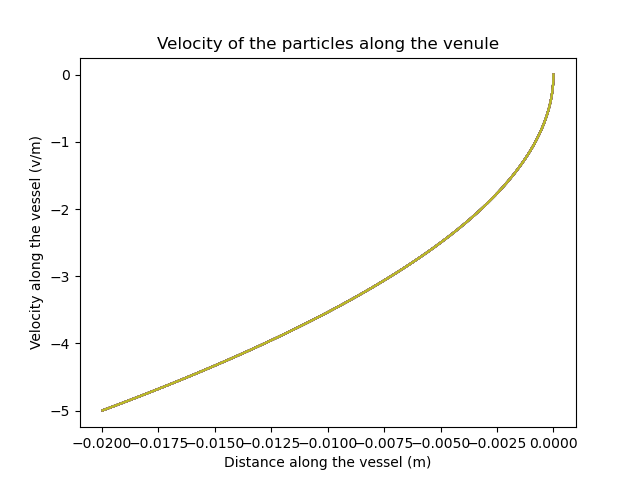 Velocity of the particles along the venule
0
−1
−2
−3
−4
−5
Velocity along the vessel (v/m)
−0.0200−0.0175−0.0150−0.0125−0.0100−0.0075−0.0050−0.0025 0.0000
Distance along the vessel (m)